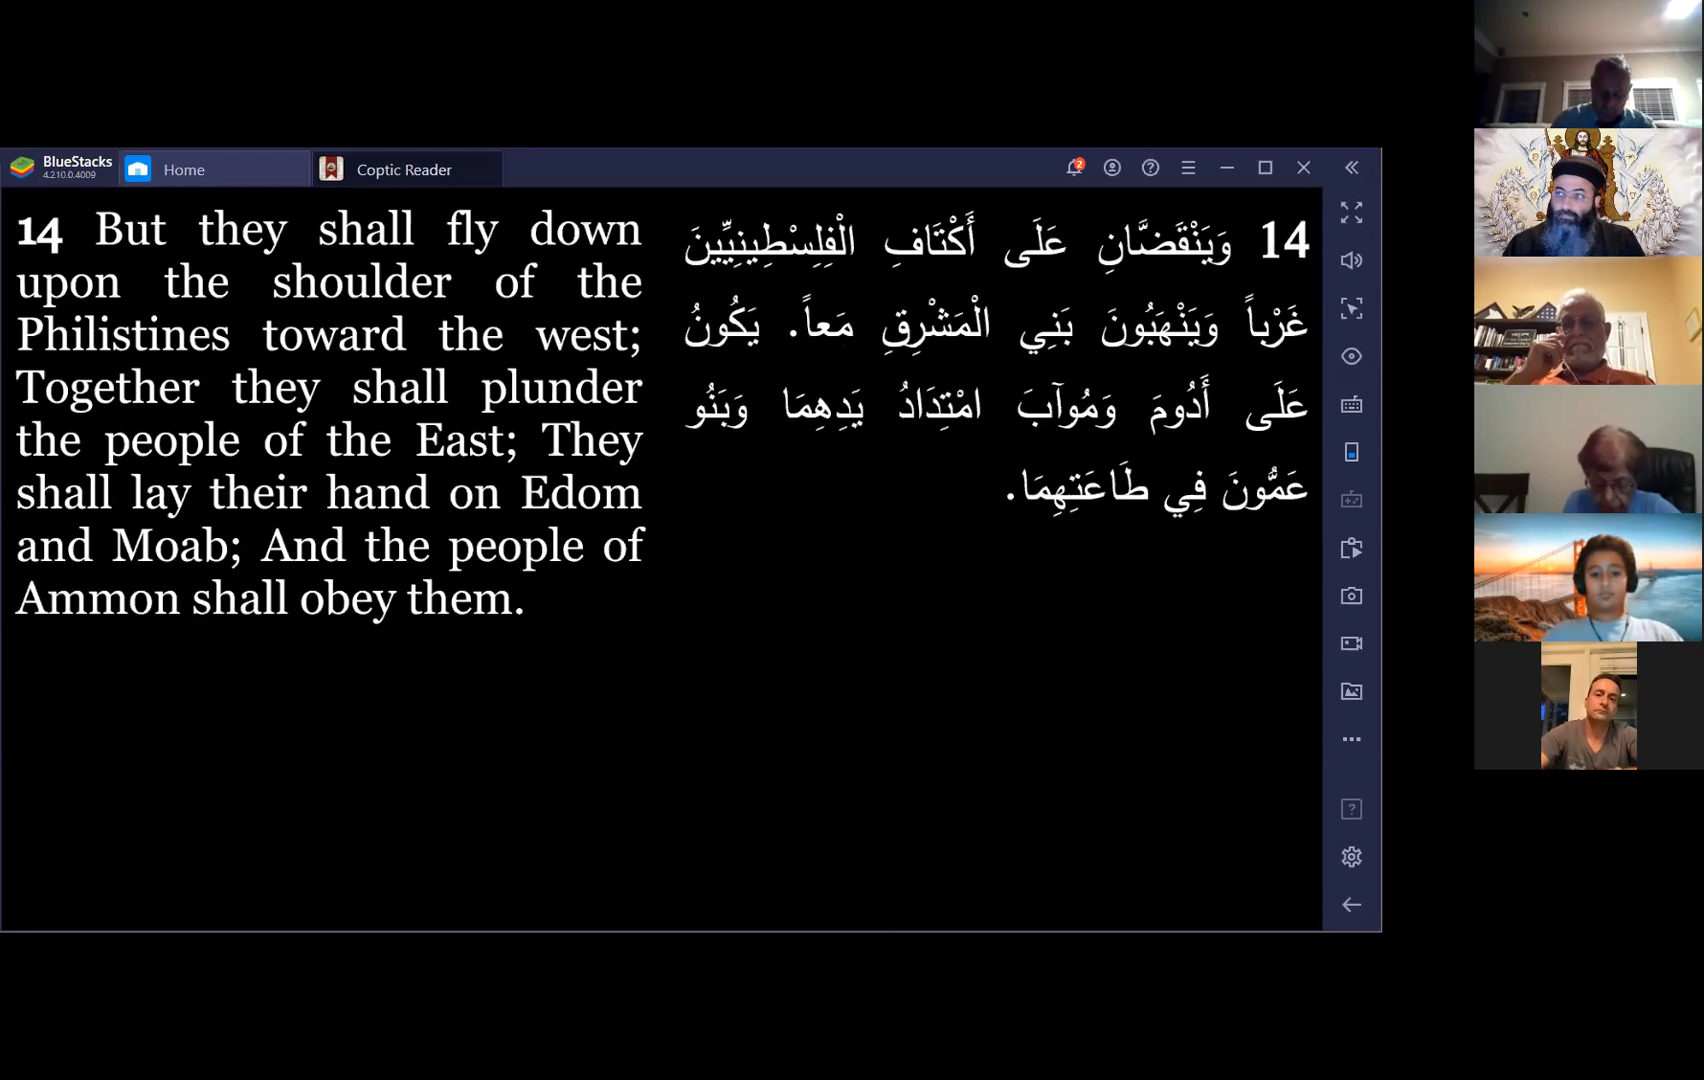 BlueStacks
4.210.0.4009
Home
Coptic Reader
2
14 But they shall fly down
upon the shoulder of the
Philistines toward the west;
Together they shall plunder
the people of the East; They
shall lay their hand on Edom
and Moab; And the people of
Ammon shall obey them.
14 وَيَنْقَضَّانِ عَلَى أَكْتَافِ الْفِلِسْطِينِيِّينَ
غَرْباً وَيَنْهَبُونَ بَنِي الْمَشْرِقِ مَعاً. يَكُونُ
عَلَى أَدُومَ وَمُوآبَ امْتِدَادُ يَدِهِمَا وَبَنُو
عَمُّونَ فِي طَاعَتِهِمَا.